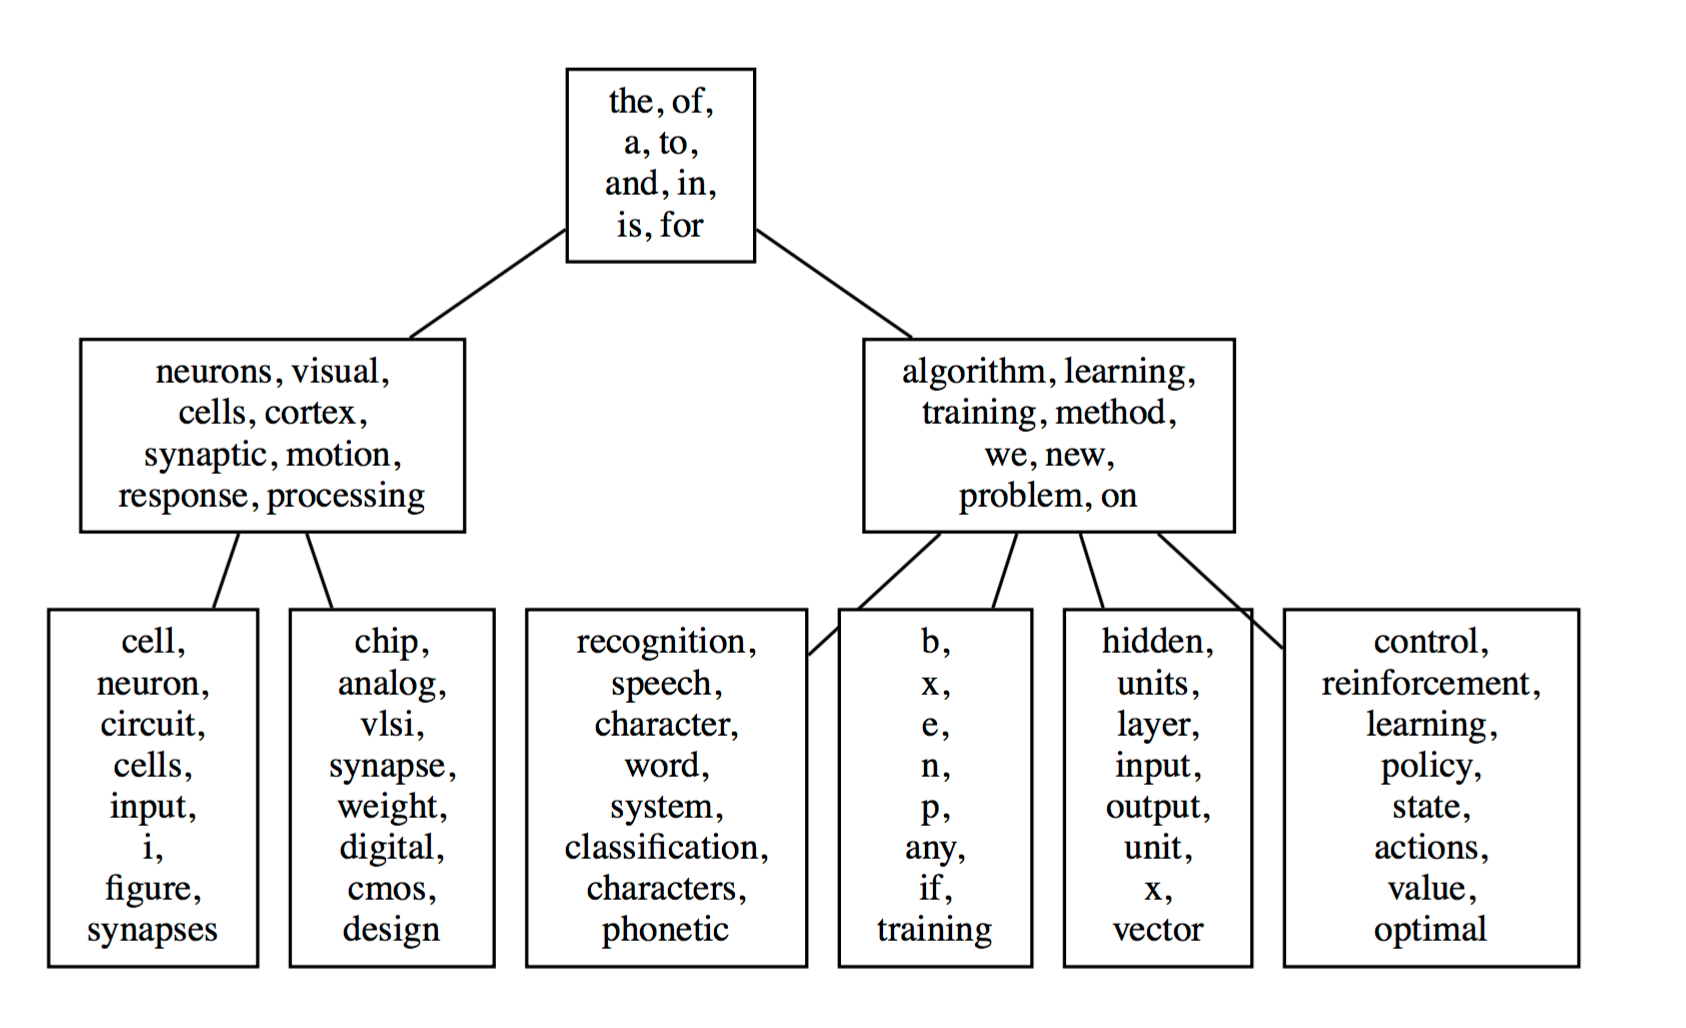 the, of,
a, to,
and, in,
is, for
neurons, visual,
cells, cortex,
synaptic, motion,
response, processing
algorithm, learning,
training, method,
we, new,
problem, on
cell,
neuron,
circuit,
cells,
input,
i,
figure,
synapses
chip,
analog,
vlsi,
synapse,
weight,
digital,
cmos,
design
recognition,
speech,
character,
word,
system,
classification,
characters,
phonetic
b,
x,
e,
n,
p,
any,
if,
training
hidden,
units,
layer,
input,
output,
unit,
x,
vector
control,
reinforcement,
learning,
policy,
state,
actions,
value,
optimal